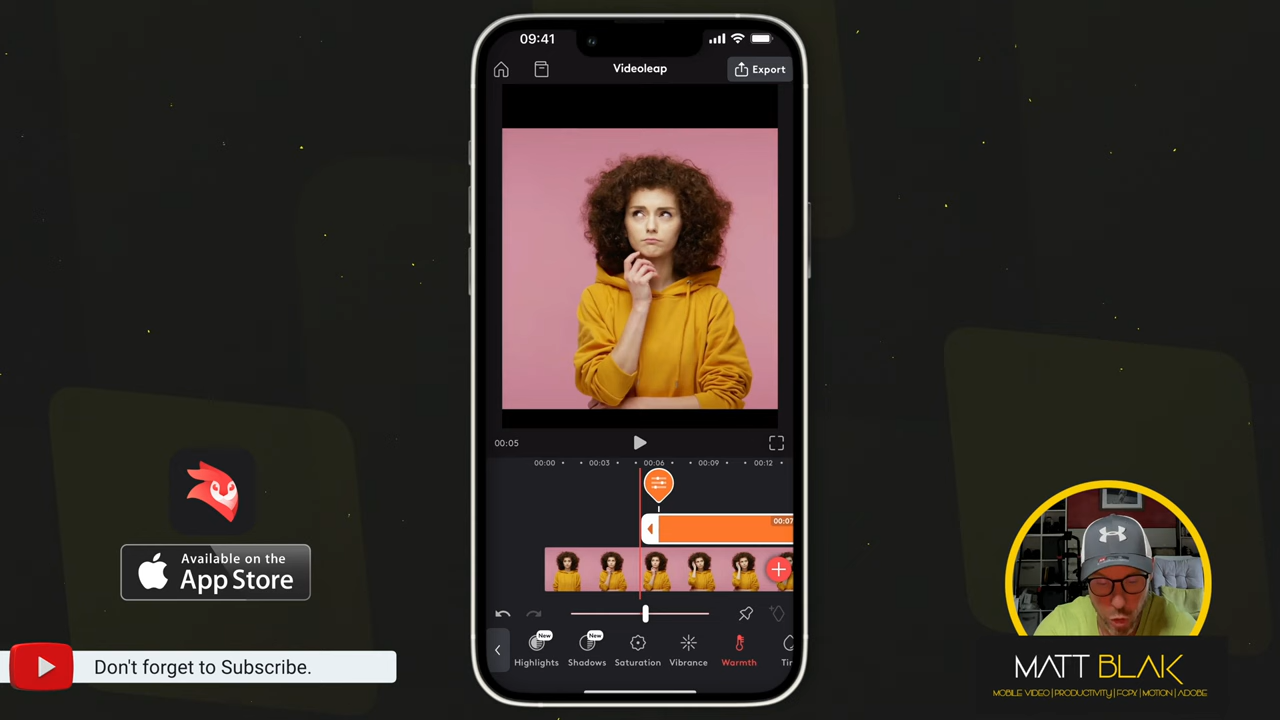 09:41
Videoleap
Export
00:05
00:00
00:03
00:06
00:09
00:12
00:07
New
New
Highlights
Shadows
Saturation
Vibrance
Warmth
Tin
Available on the
App Store
Don't forget to Subscribe.
MATT BLAK
MOBILE VIDEO | PRODUCTIVITY | FCPX | MOTION | ADOBE